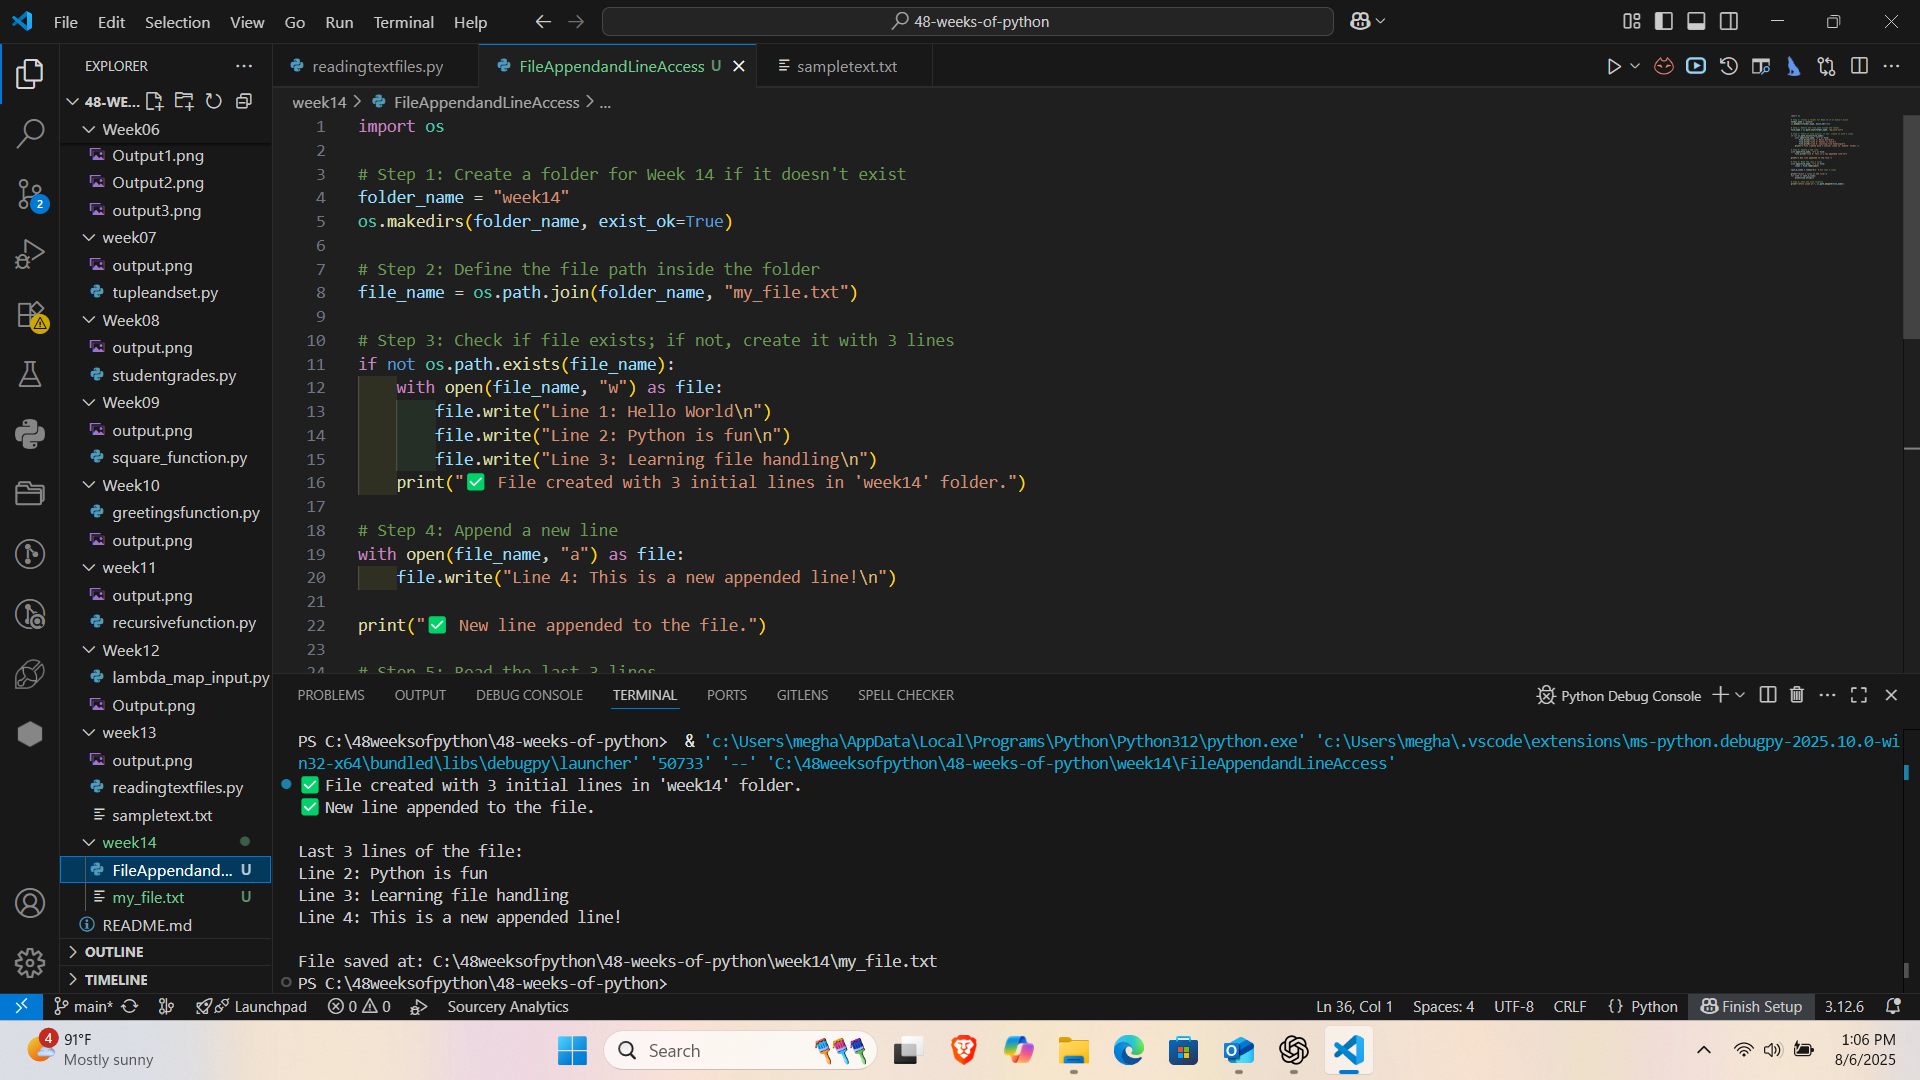 File Edit Selection View Go Run Terminal Help
48-weeks-of-python
EXPLORER
48-WE...
Week06
Output1.png
Output2.png
output3.png
week07
output.png
tupleandset.py
Week08
output.png
studentgrades.py
Week09
output.png
square_function.py
Week10
greetingsfunction.py
output.png
week11
output.png
recursivefunction.py
Week12
lambda_map_input.py
Output.png
week13
output.png
readingtextfiles.py
sampletext.txt
week14
FileAppendand... U
my_file.txt U
README.md
OUTLINE
TIMELINE
2
readingtextfiles.py FileAppendandLineAccess U sampletext.txt
week14 > FileAppendandLineAccess > ...
1 import os
2
3 # Step 1: Create a folder for Week 14 if it doesn't exist
4 folder_name = "week14"
5 os.makedirs(folder_name, exist_ok=True)
6
7 # Step 2: Define the file path inside the folder
8 file_name = os.path.join(folder_name, "my_file.txt")
9
10 # Step 3: Check if file exists; if not, create it with 3 lines
11 if not os.path.exists(file_name):
12 with open(file_name, "w") as file:
13 file.write("Line 1: Hello World\n")
14 file.write("Line 2: Python is fun\n")
15 file.write("Line 3: Learning file handling\n")
16 print("✅ File created with 3 initial lines in 'week14' folder.")
17
18 # Step 4: Append a new line
19 with open(file_name, "a") as file:
20 file.write("Line 4: This is a new appended line!\n")
21
22 print("✅ New line appended to the file.")
23
24 # Step 5: Read the last 3 lines
PROBLEMS OUTPUT DEBUG CONSOLE TERMINAL PORTS GITLENS SPELL CHECKER
Python Debug Console
PS C:\48weeksofpython\48-weeks-of-python> & 'c:\Users\megha\AppData\Local\Programs\Python\Python312\python.exe' 'c:\Users\megha\.vscode\extensions\ms-python.debugpy-2025.10.0-wi
n32-x64\bundled\libs\debugpy\launcher' '50733' '--' 'C:\48weeksofpython\48-weeks-of-python\week14\FileAppendandLineAccess'
✅ File created with 3 initial lines in 'week14' folder.
✅ New line appended to the file.
Last 3 lines of the file:
Line 2: Python is fun
Line 3: Learning file handling
Line 4: This is a new appended line!
File saved at: C:\48weeksofpython\48-weeks-of-python\week14\my_file.txt
PS C:\48weeksofpython\48-weeks-of-python>
main* Launchpad 0 0 Sourcery Analytics Ln 36, Col 1 Spaces: 4 UTF-8 CRLF {} Python Finish Setup 3.12.6
4
91°F
Mostly sunny
Search
1:06 PM
8/6/2025